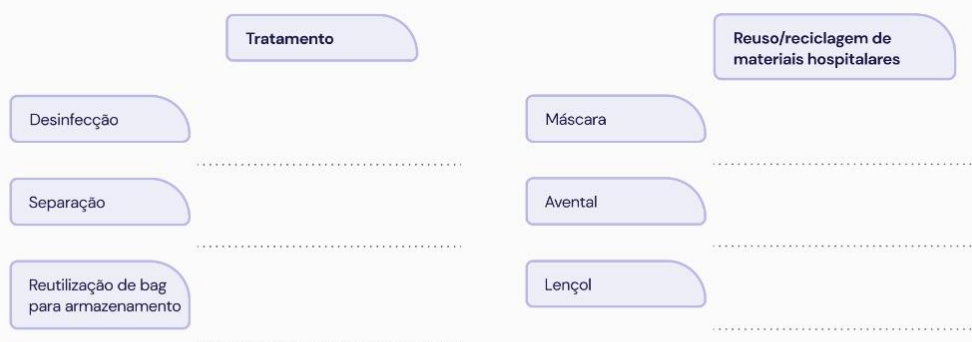 Tratamento
Desinfecção
Separação
Reutilização de bag
para armazenamento
Reuso/reciclagem de
materiais hospitalares
Máscara
Avental
Lençol